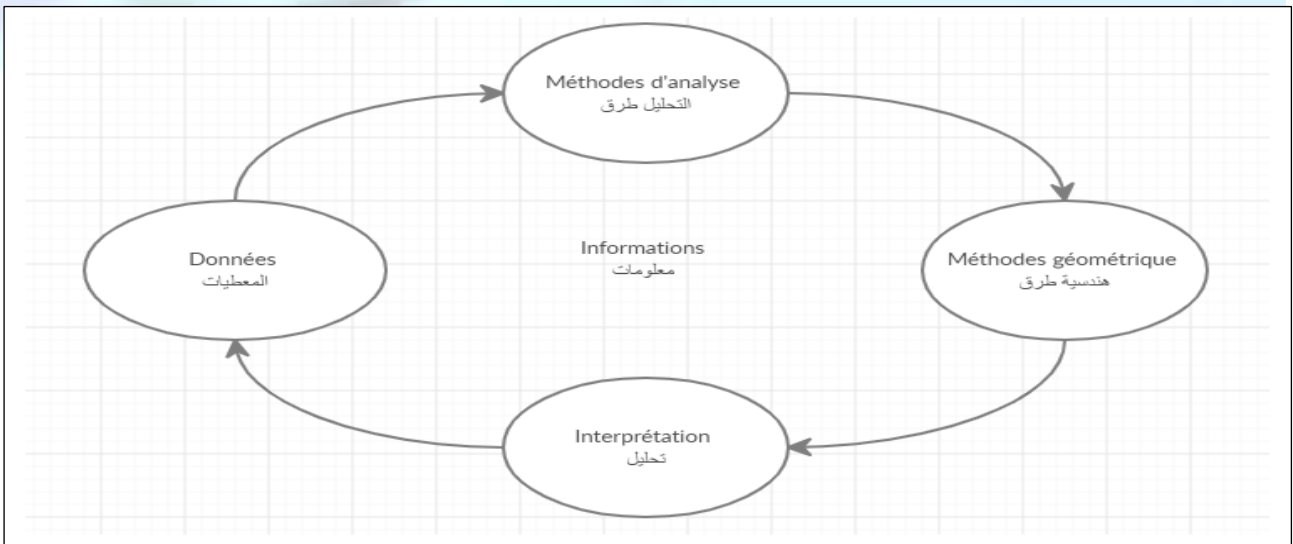 Méthodes d'analyse
التحليل طرق
Données
المعطيات
Informations
معلومات
Méthodes géométrique
هندسية طرق
Interprétation
تحليل